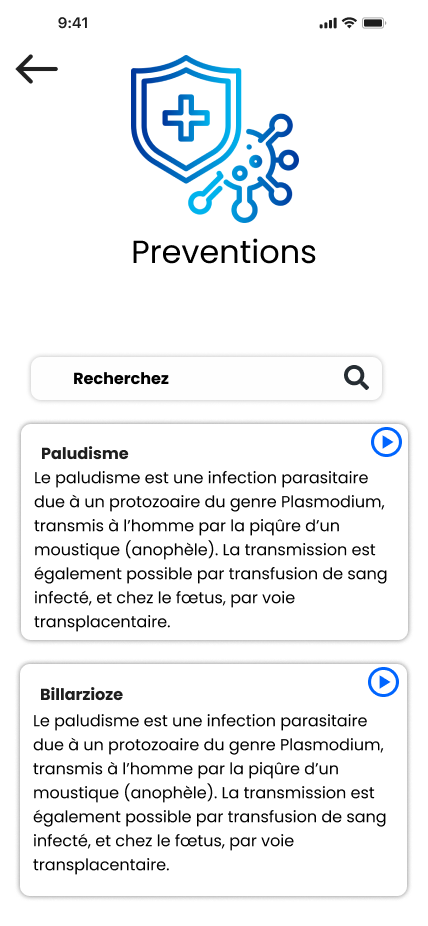 9:41
Preventions
Recherchez
Paludisme
Le paludisme est une infection parasitaire
due à un protozoaire du genre Plasmodium,
transmis à l’homme par la piqûre d’un
moustique (anophèle). La transmission est
également possible par transfusion de sang
infecté, et chez le fœtus, par voie
transplacentaire.
Billarzioze
Le paludisme est une infection parasitaire
due à un protozoaire du genre Plasmodium,
transmis à l’homme par la piqûre d’un
moustique (anophèle). La transmission est
également possible par transfusion de sang
infecté, et chez le fœtus, par voie
transplacentaire.